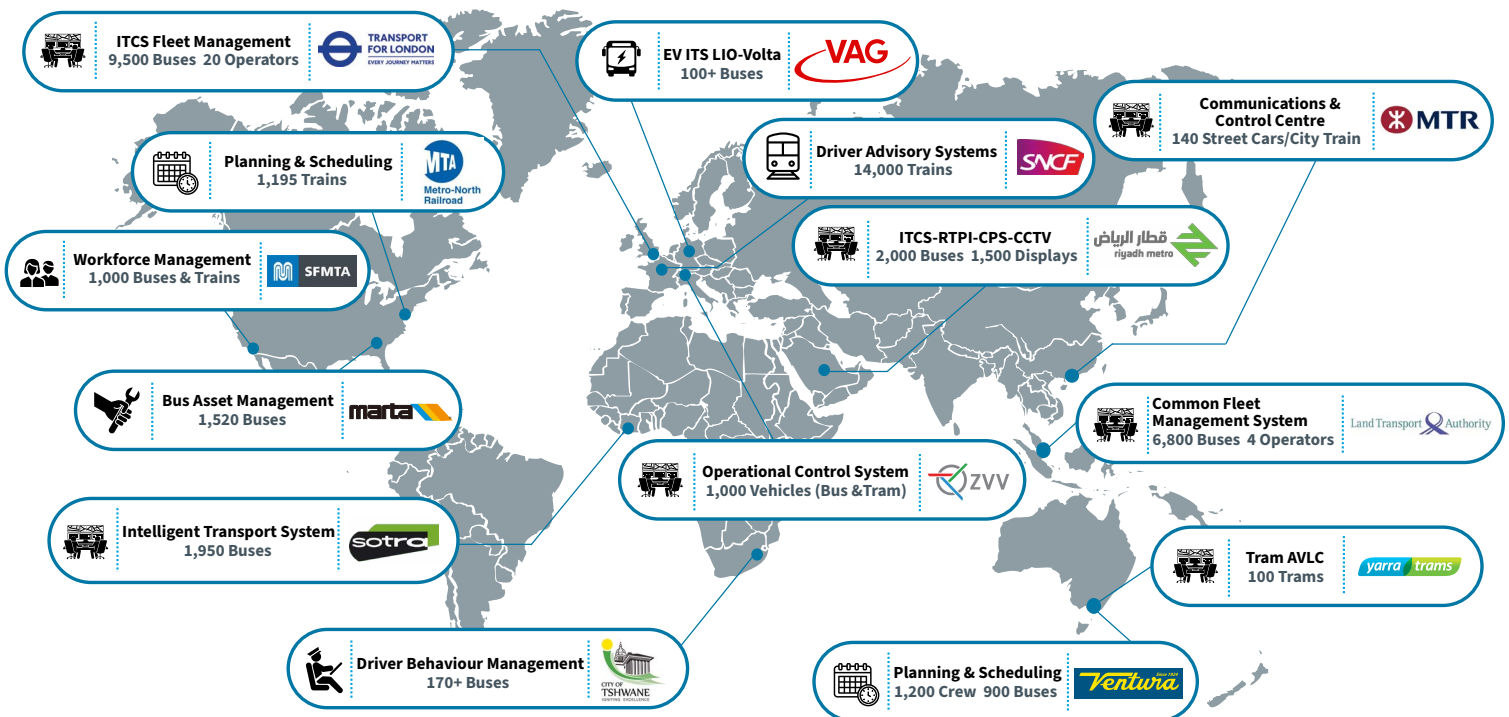 ITCS Fleet Management
9,500 Buses 20 Operators
TRANSPORT
FOR LONDON
EVERY JOURNEY MATTERS
EV ITS LIO-Volta
100+ Buses
VAG
Communications &
Control Centre
140 Street Cars/City Train
MTR
Planning & Scheduling
1,195 Trains
MTA
Metro-North
Railroad
Driver Advisory Systems
14,000 Trains
SNCF
ITCS-RTPI-CPS-CCTV
2,000 Buses 1,500 Displays
قطار الرياض
riyadh metro
Workforce Management
1,000 Buses & Trains
M SFMTA
Bus Asset Management
1,520 Buses
marta
Common Fleet
Management System
6,800 Buses 4 Operators
Land Transport Authority
Operational Control System
1,000 Vehicles (Bus &Tram)
ZVV
Intelligent Transport System
1,950 Buses
sotra
Tram AVLC
100 Trams
yarra trams
Driver Behaviour Management
170+ Buses
CITY OF
TSHWANE
IGNITING EXCELLENCE
Planning & Scheduling
1,200 Crew 900 Buses
Since 1924
Ventura